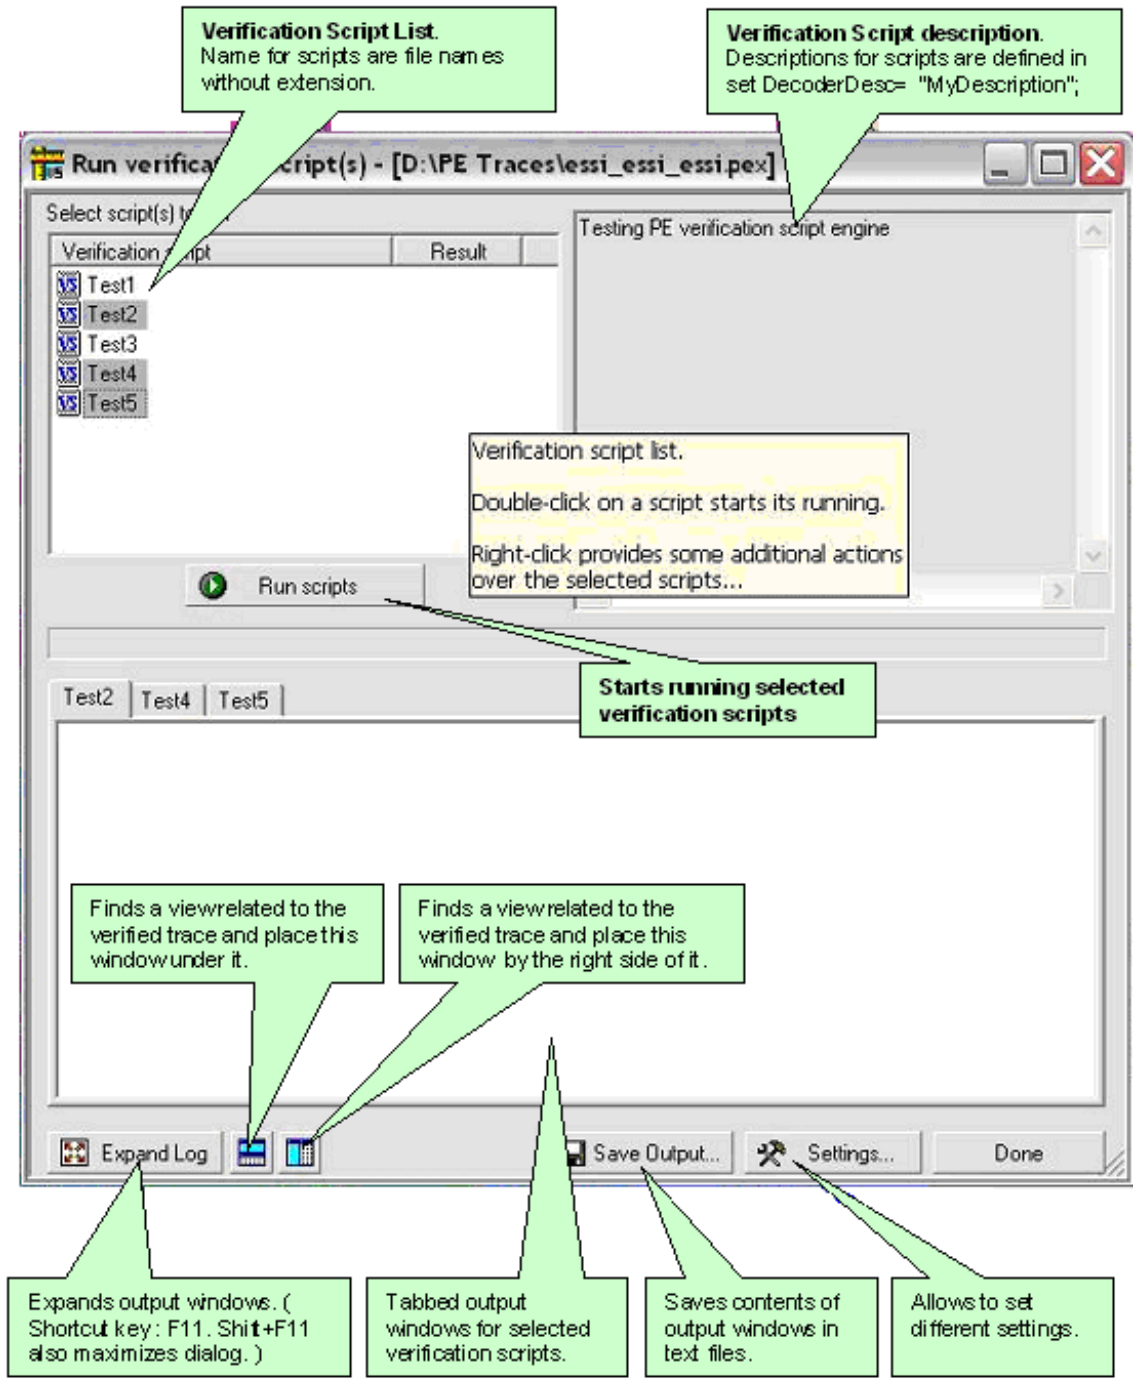 Verification Script List.
Name for scripts are file names
without extension.
Verification Script description.
Descriptions for scripts are defined in
set DecoderDesc= "MyDescription";
Run verifica cript(s) - [D:\PE Traces\essi_essi_essi.pex]
Select script(s) t
Verification script Result
Test1
Test2
Test3
Test4
Test5
Testing PE verification script engine
Verification script list.
Double-click on a script starts its running.
Right-click provides some additional actions
over the selected scripts...
Run scripts
Starts running selected
verification scripts
Test2 Test4 Test5
Finds a view related to the
verified trace and place this
window under it.
Finds a view related to the
verified trace and place this
window by the right side of it.
Expand Log Save Output... Settings... Done
Expands output windows. (
Shortcut key: F11. Shift+F11
also maximizes dialog. )
Tabbed output
windows for selected
verification scripts.
Saves contents of
output windows in
text files.
Allows to set
different settings.